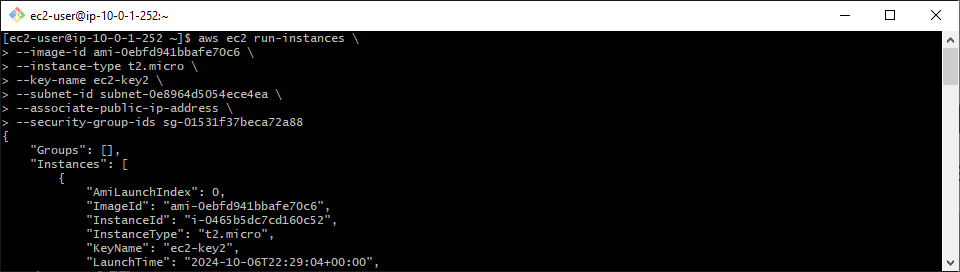 ec2-user@ip-10-0-1-252:~
[ec2-user@ip-10-0-1-252 ~]$ aws ec2 run-instances \
> --image-id ami-0ebfd941bbafe70c6 \
> --instance-type t2.micro \
> --key-name ec2-key2 \
> --subnet-id subnet-0e8964d5054ece4ea \
> --associate-public-ip-address \
> --security-group-ids sg-01531f37beca72a88
{
    "Groups": [],
    "Instances": [
        {
            "AmiLaunchIndex": 0,
            "ImageId": "ami-0ebfd941bbafe70c6",
            "InstanceId": "i-0465b5dc7cd160c52",
            "InstanceType": "t2.micro",
            "KeyName": "ec2-key2",
            "LaunchTime": "2024-10-06T22:29:04+00:00",